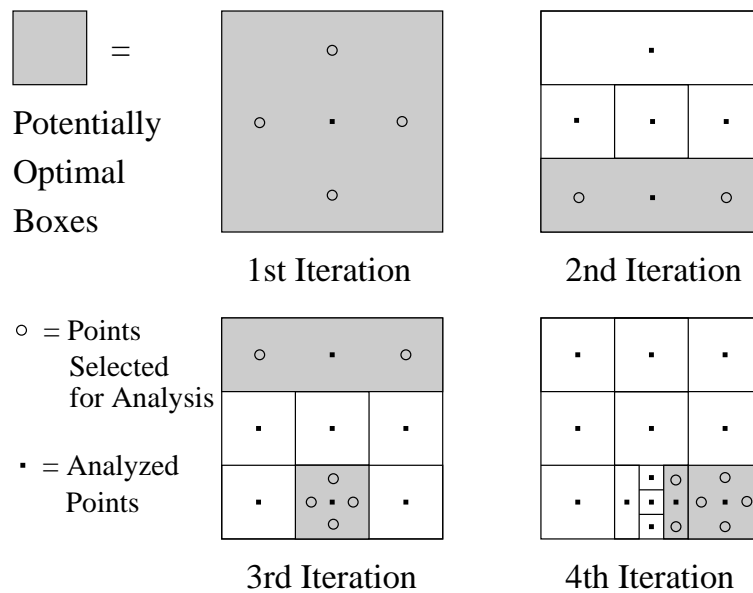 =
Potentially
Optimal
Boxes
1st Iteration
2nd Iteration
= Points
Selected
for Analysis
= Analyzed
Points
3rd Iteration
4th Iteration